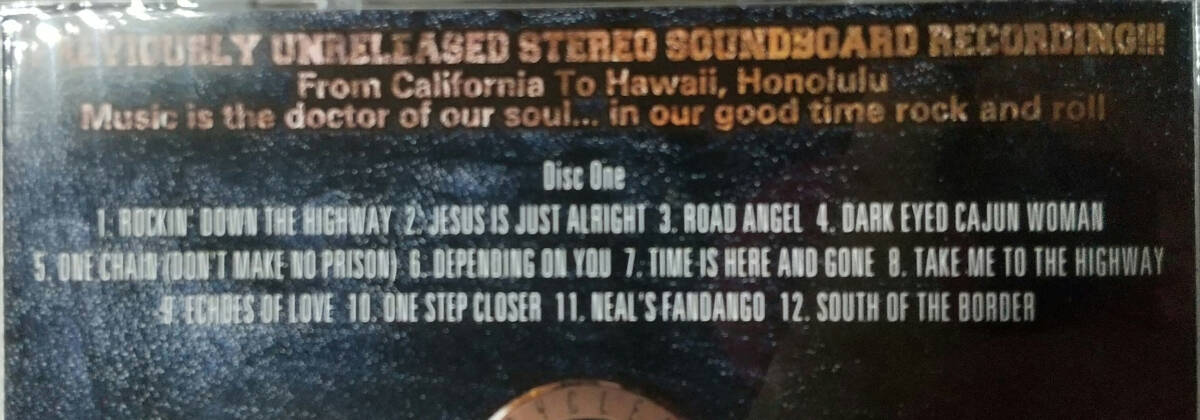 UNRELEASED STEREO SOUNDBOARD RECORDING!!!
From California To Hawaii, Honolulu
Music is the doctor of our soul... in our good time rock and roll
Disc One
1. ROCKIN' DOWN THE HIGHWAY 2. JESUS IS JUST ALRIGHT 3. ROAD ANGEL 4. DARK EYED CAJUN WOMAN
5. ONE CHAIN (DON'T MAKE NO PRISON) 6. DEPENDING ON YOU 7. TIME IS HERE AND GONE 8. TAKE ME TO THE HIGHWAY
9. ECHOES OF LOVE 10. ONE STEP CLOSER 11. NEAL'S FANDANGO 12. SOUTH OF THE BORDER